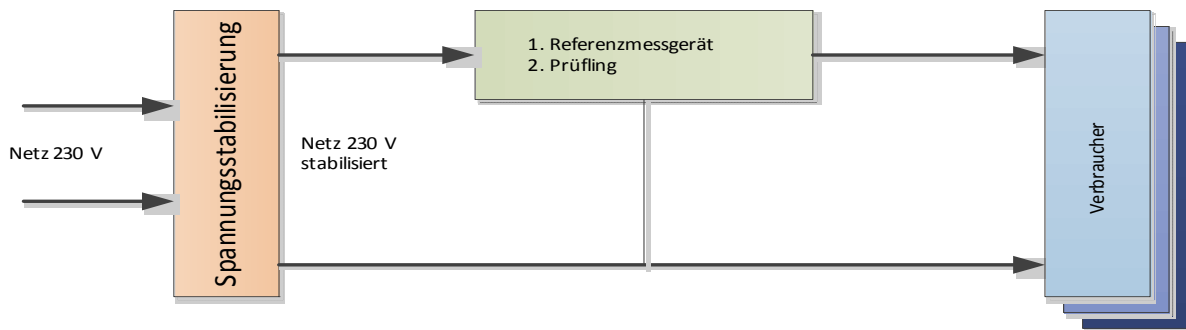 Netz 230 V
Spannungsstabilisierung
Netz 230 V
stabilisiert
1. Referenzmessgerät
2. Prüfling
Verbraucher